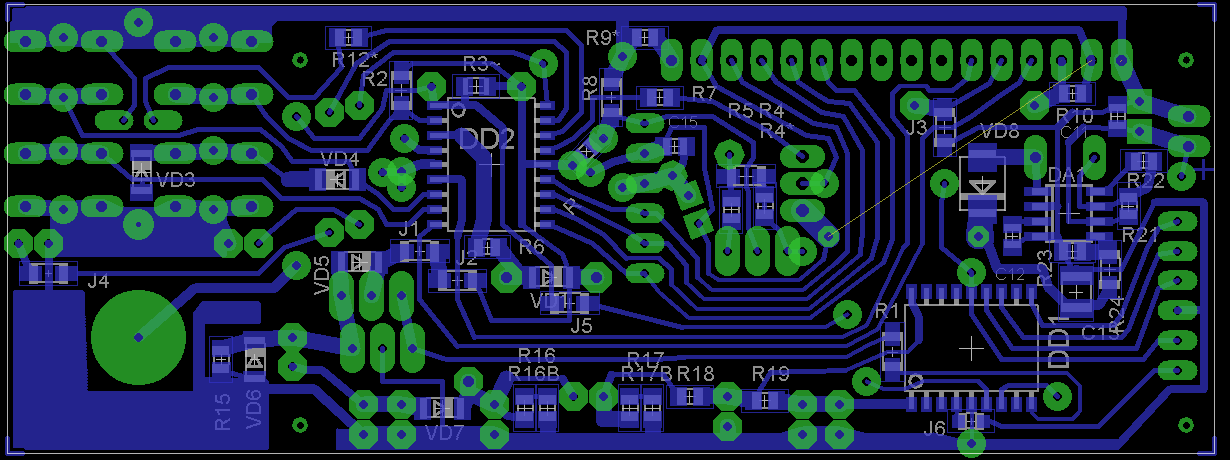 R12*
R2
R3
R9*
R8
R7
R5 R4
R4*
C15
J3
VD8
R10
C11
DD2
VD3
VD4
DA1
R22
R21
J1
J2
R6
VD5
J4
J5
C12
R23
R24
C13
R1
DD1
R15
VD6
VD7
R16
R16B
R17
R17B
R18
R19
J6